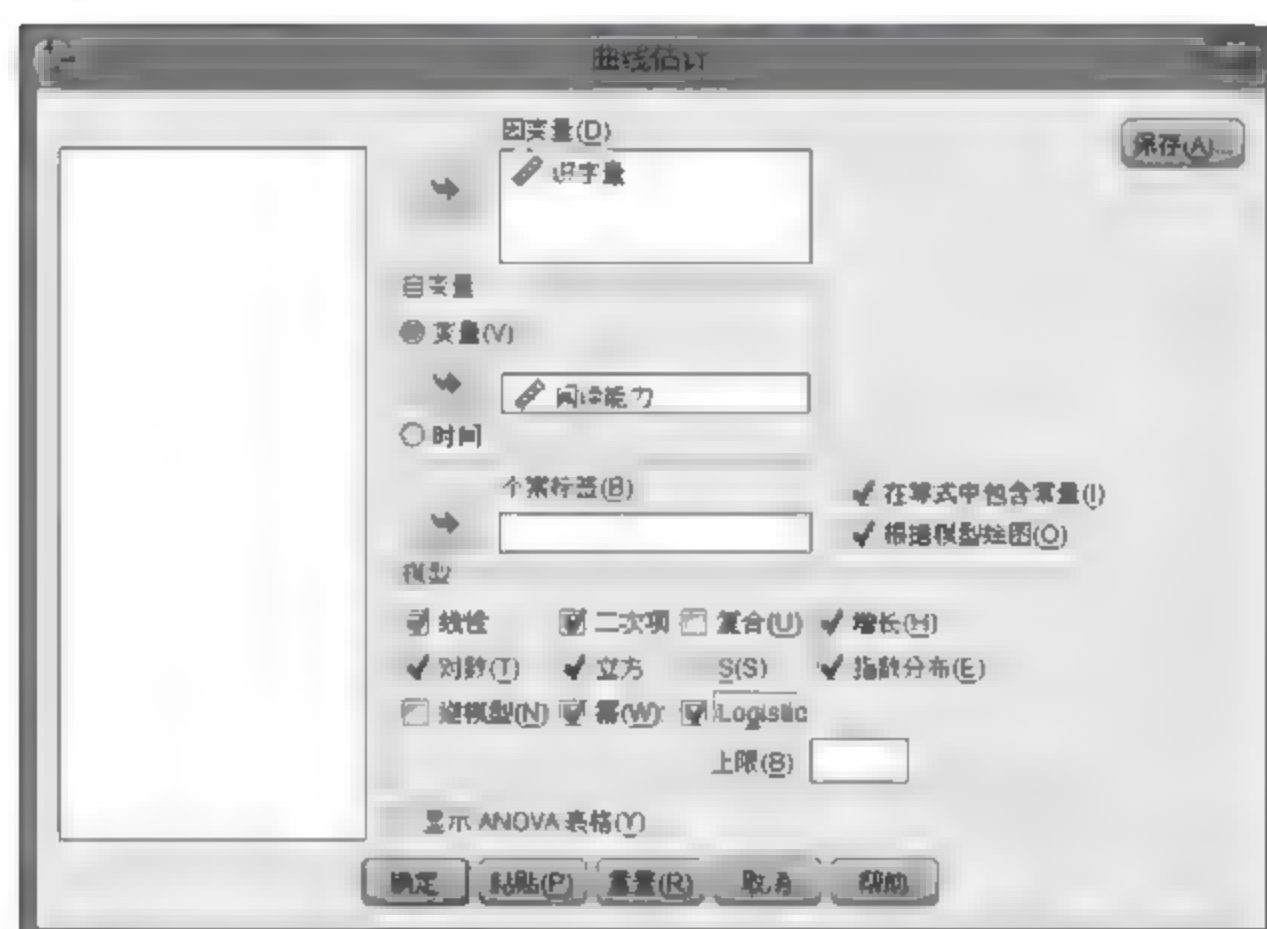 曲线估计
因变量(D)
保存(A)...
识字量
自变量
变量(V)
阅读能力
时间
个案标签(B)
在等式中包含常量(I)
根据模型绘图(O)
模型
线性 二次项 复合(U) 增长(H)
对数(T) 立方 S(S) 指数分布(E)
逆模型(N) 幂(W): Logistic
上限(B)
显示 ANOVA 表格(Y)
确定 粘贴(P) 重置(R) 取消 帮助